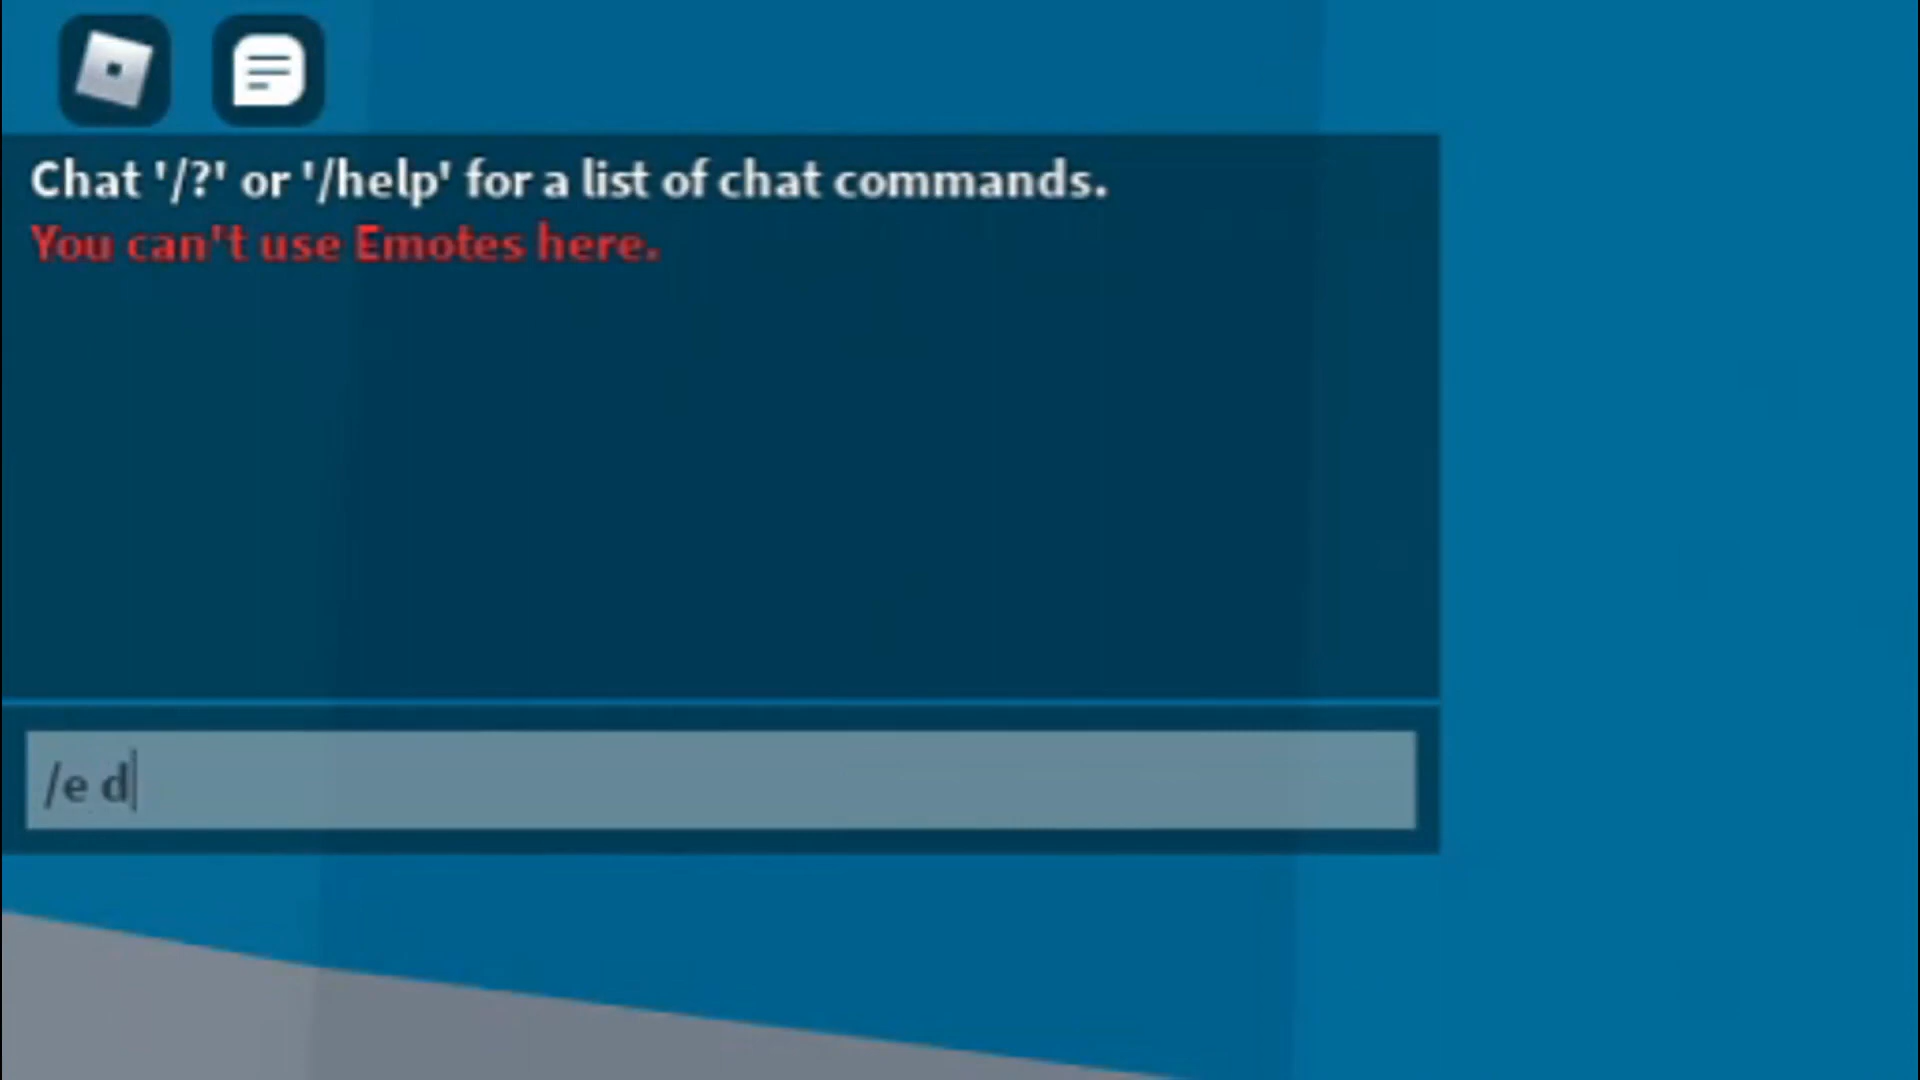 Chat '/?' or '/help' for a list of chat commands.
You can't use Emotes here.
/e d